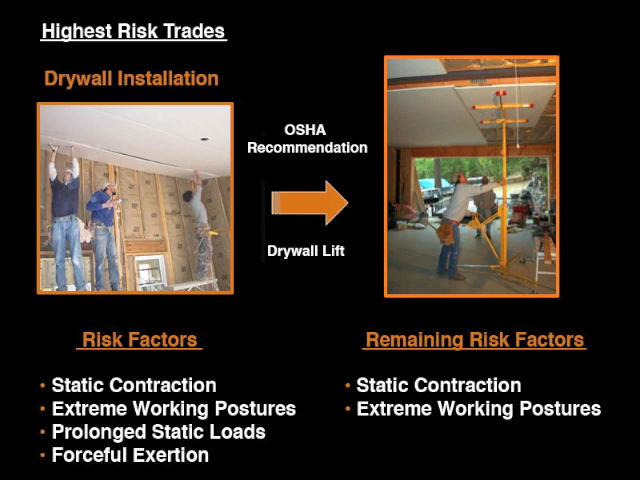 Highest Risk Trades
Drywall Installation
OSHA
Recommendation
Drywall Lift
Risk Factors
• Static Contraction
• Extreme Working Postures
• Prolonged Static Loads
• Forceful Exertion
Remaining Risk Factors
• Static Contraction
• Extreme Working Postures